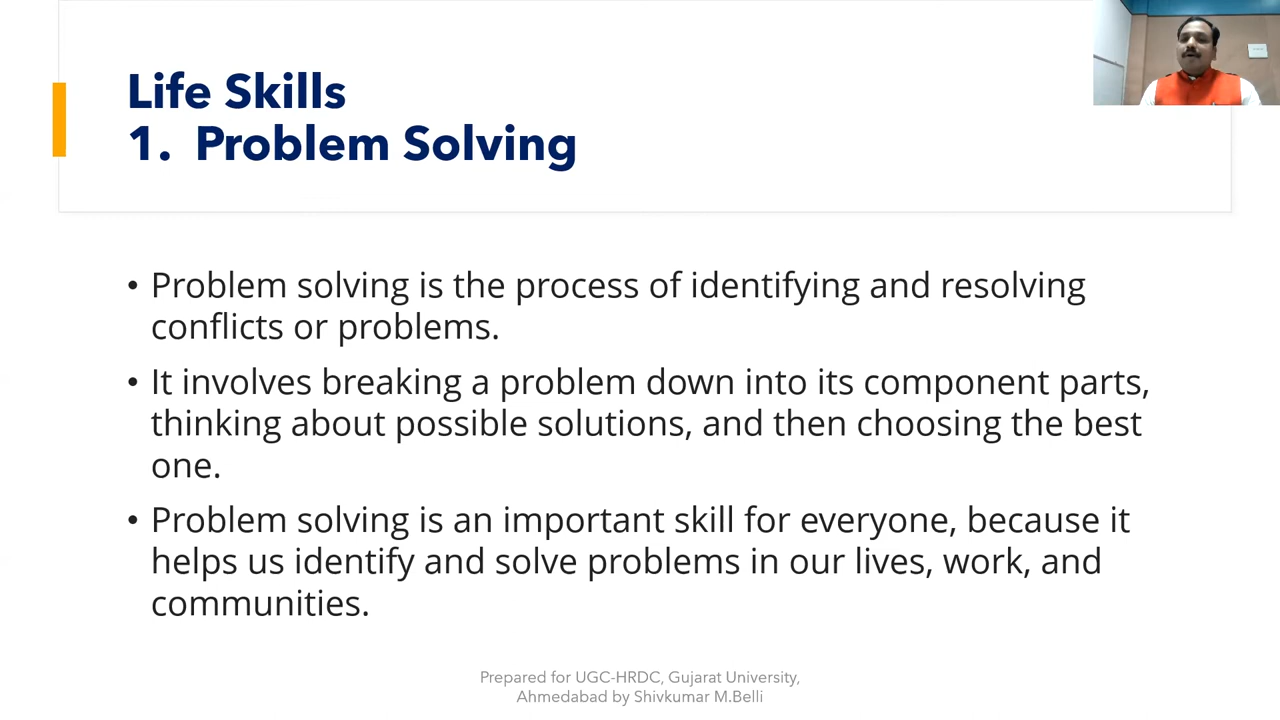 Life Skills
1. Problem Solving
• Problem solving is the process of identifying and resolving
conflicts or problems.
• It involves breaking a problem down into its component parts,
thinking about possible solutions, and then choosing the best
one.
• Problem solving is an important skill for everyone, because it
helps us identify and solve problems in our lives, work, and
communities.
Prepared for UGC-HRDC, Gujarat University,
Ahmedabad by Shivkumar M.Belli